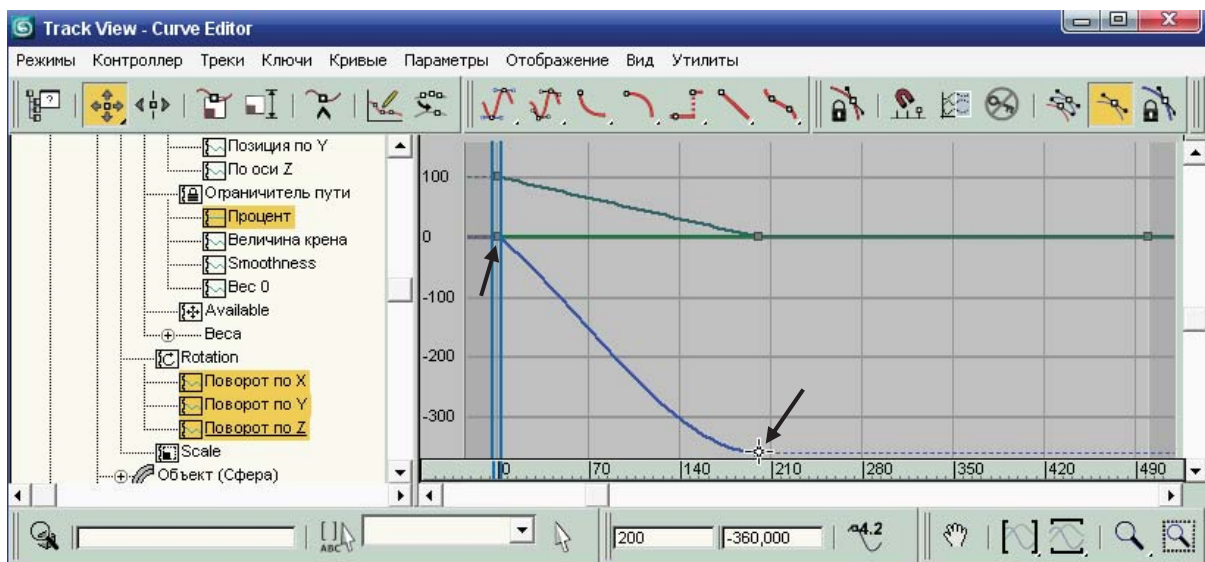 Track View - Curve Editor
Режимы Контроллер Треки Ключи Кривые Параметры Отображение Вид Утилиты
Позиция по Y
По оси Z
Ограничитель пути
Процент
Величина крена
Smoothness
Вес 0
Available
Веса
Rotation
Поворот по X
Поворот по Y
Поворот по Z
Scale
Объект (Сфера)
100
0
-100
-200
-300
0 70 140 210 280 350 420 490
ABC
200
-360,000
4.2